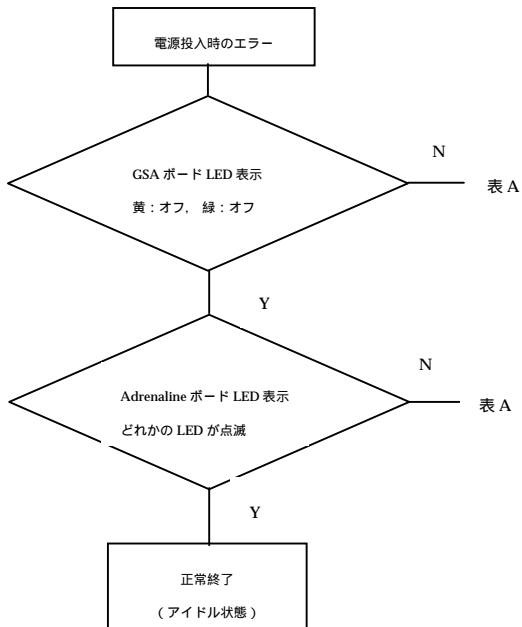 電源投入時のエラー
N
GSA ボード LED 表示
表 A
黄：オフ, 緑：オフ
Y
N
Adrenaline ボード LED 表示
表 A
どれかの LED が点滅
Y
正常終了
（アイドル状態）